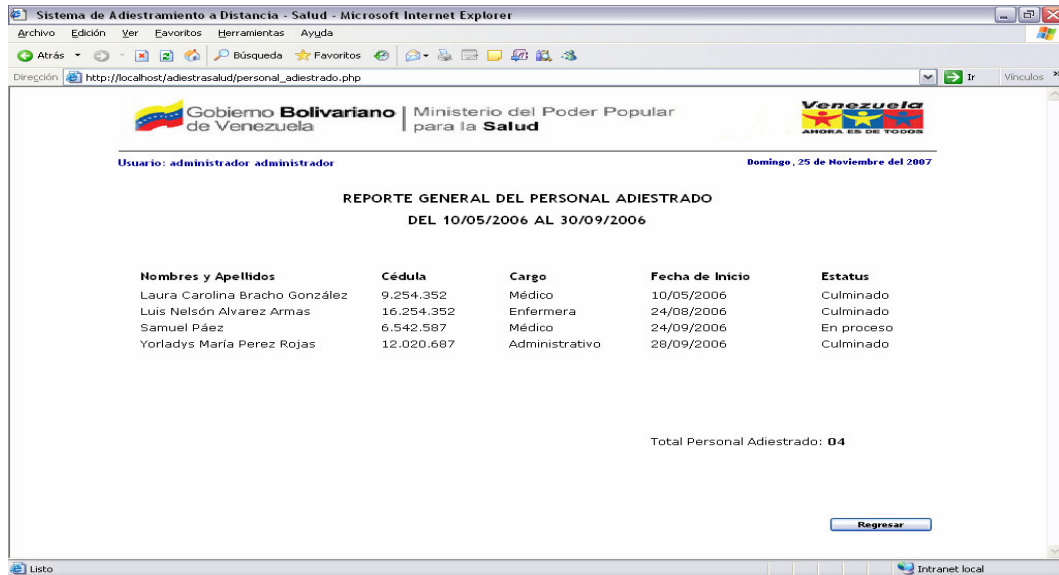 Sistema de Adiestramiento a Distancia - Salud - Microsoft Internet Explorer
Archivo Edición Ver Favoritos Herramientas Ayuda
Atrás Búsqueda Favoritos
Dirección http://localhost/adiestrasalud/personal_adiestrado.php Ir Vínculos »
Gobierno Bolivariano | Ministerio del Poder Popular
de Venezuela para la Salud
Venezuela
AHORA ES DE TODOS
Usuario: administrador administrador Domingo, 25 de Noviembre del 2007
REPORTE GENERAL DEL PERSONAL ADIESTRADO
DEL 10/05/2006 AL 30/09/2006
Nombres y Apellidos Cédula Cargo Fecha de Inicio Estatus
Laura Carolina Bracho González 9.254.352 Médico 10/05/2006 Culminado
Luis Nelsón Alvarez Armas 16.254.352 Enfermera 24/08/2006 Culminado
Samuel Páez 6.542.587 Médico 24/09/2006 En proceso
Yorladys María Perez Rojas 12.020.687 Administrativo 28/09/2006 Culminado
Total Personal Adiestrado: 04
Regresar
Listo Intranet local